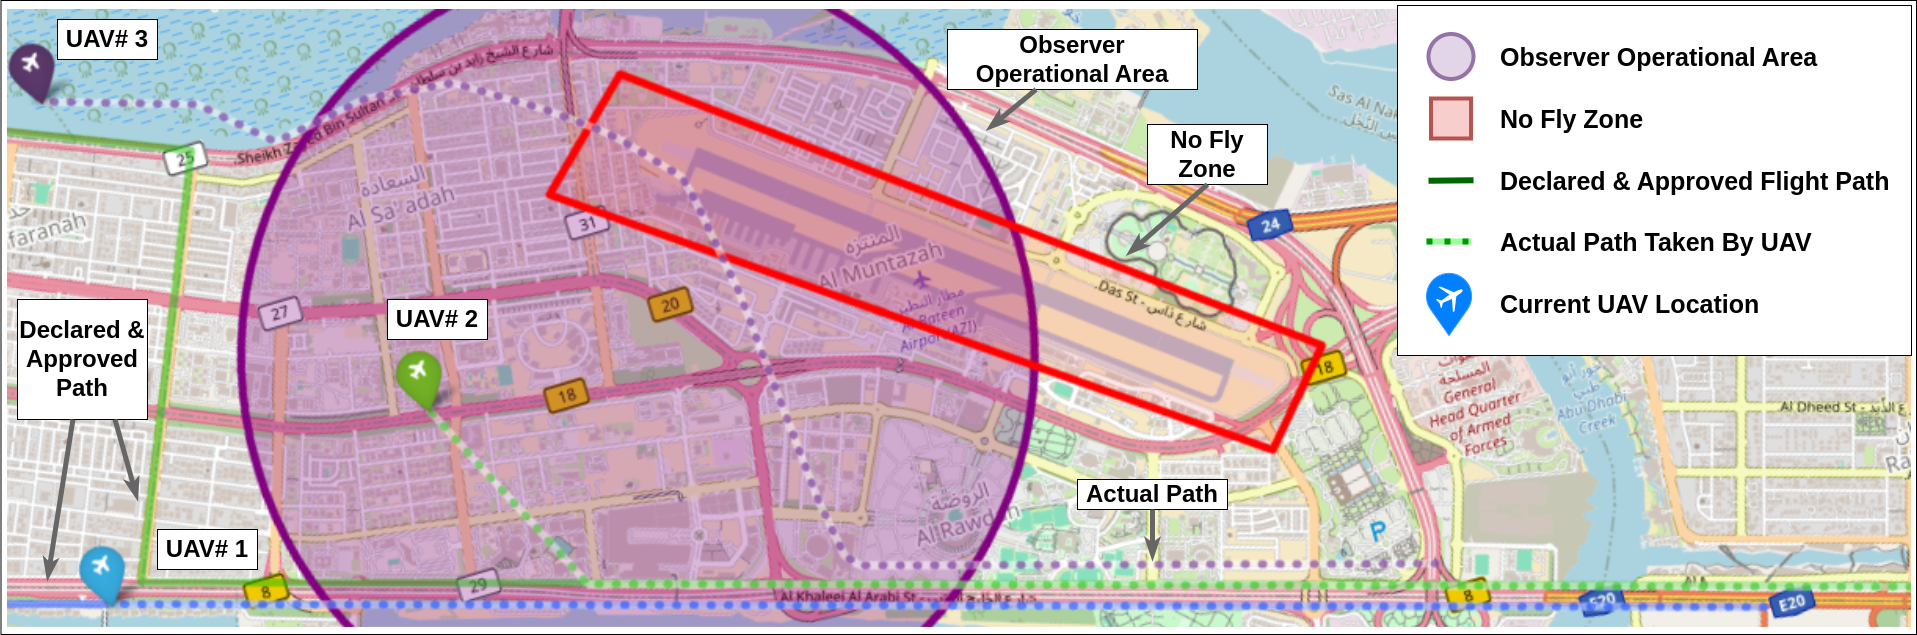 UAV# 3
Observer
Operational Area
No Fly
Zone
Observer Operational Area
No Fly Zone
Declared & Approved Flight Path
Actual Path Taken By UAV
Current UAV Location
شارع الشيخ زايد بن سلطان
Sheikh Zayed Bin Sultan
25
السعادة
Al Sa'adah
faranah
31
24
Sas Al Na
المنتزه
Al Muntazah
مطار البطين
Al Bateen
Airport (AZI)
Das St - شارع داس
27
20
18
18
UAV# 2
Declared &
Approved
Path
General
Head Quarter
of Armed
Forces
Abu Dhabi
Creek
Al Dheed St -
الروضة
Al Rawdah
Actual Path
P
UAV# 1
8
29
Al Khaleej Al Arabi St
8
E20
E20